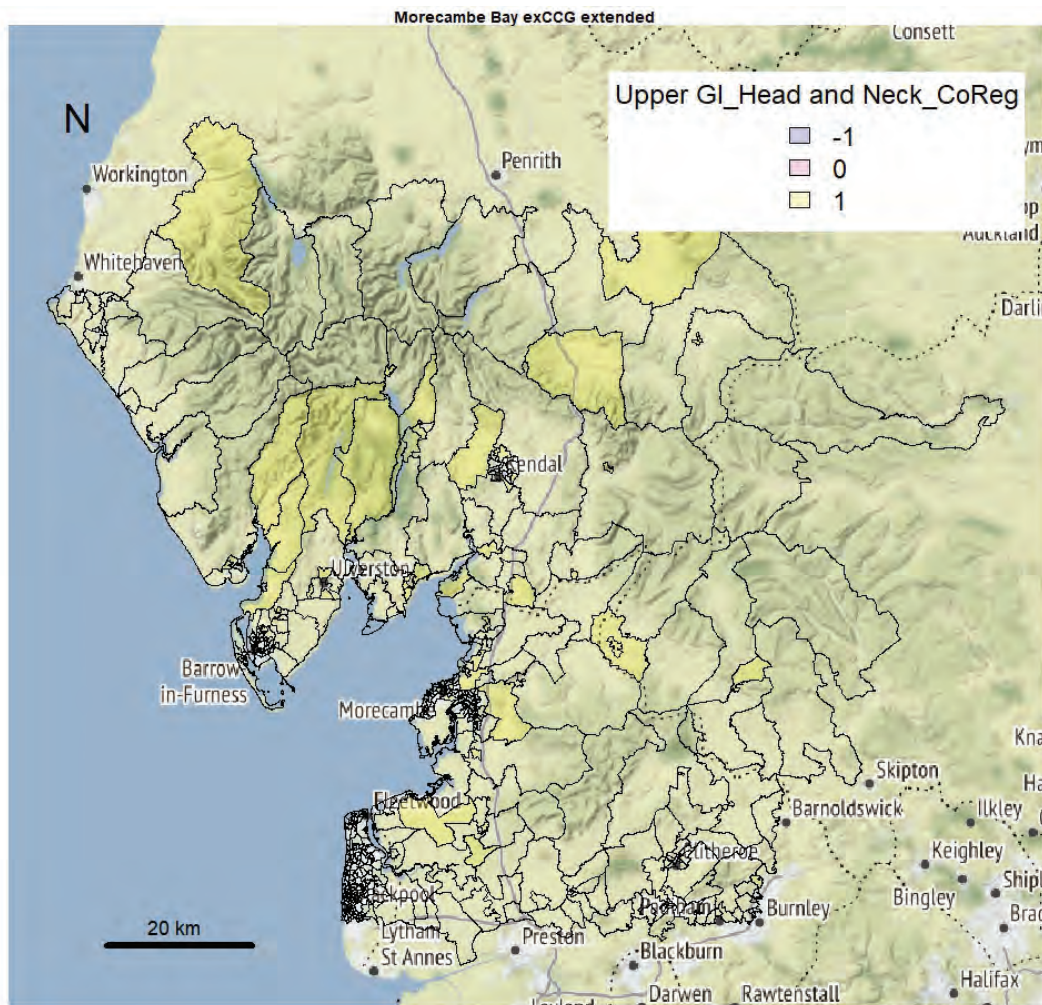 Morecambe Bay exCCG extended
Consett
Upper GI_Head and Neck_CoReg
-1
0
1
N
Penrith
Workington
Auckland
Whitehaven
Kendal
Ulverston
Barrow
in-Furness
Morecambe
Skipton
Fleetwood
Barnoldswick
Ilkley
Clitheroe
Keighley
Bingley
Padiham
Burnley
20 km
Lytham
St Annes
Preston
Blackburn
Halifax
Darwen
Rawtenstall